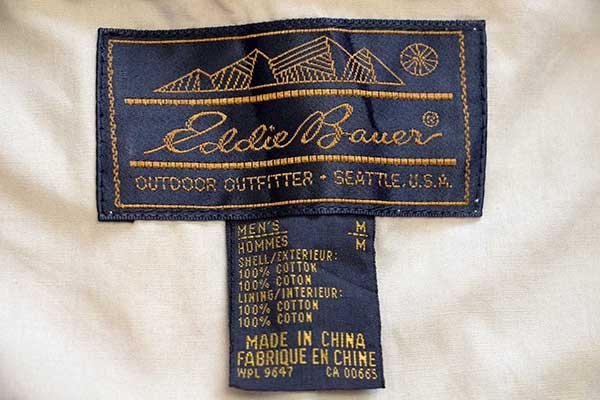 Eddie Bauer®
OUTDOOR OUTFITTER • SEATTLE, U.S.A.
MEN'S M
HOMMES M
SHELL/EXTERIEUR:
100% COTTON
100% COTON
LINING/INTERIEUR:
100% COTTON
100% COTON
MADE IN CHINA
FABRIQUE EN CHINE
WPL 9647 CA 00665